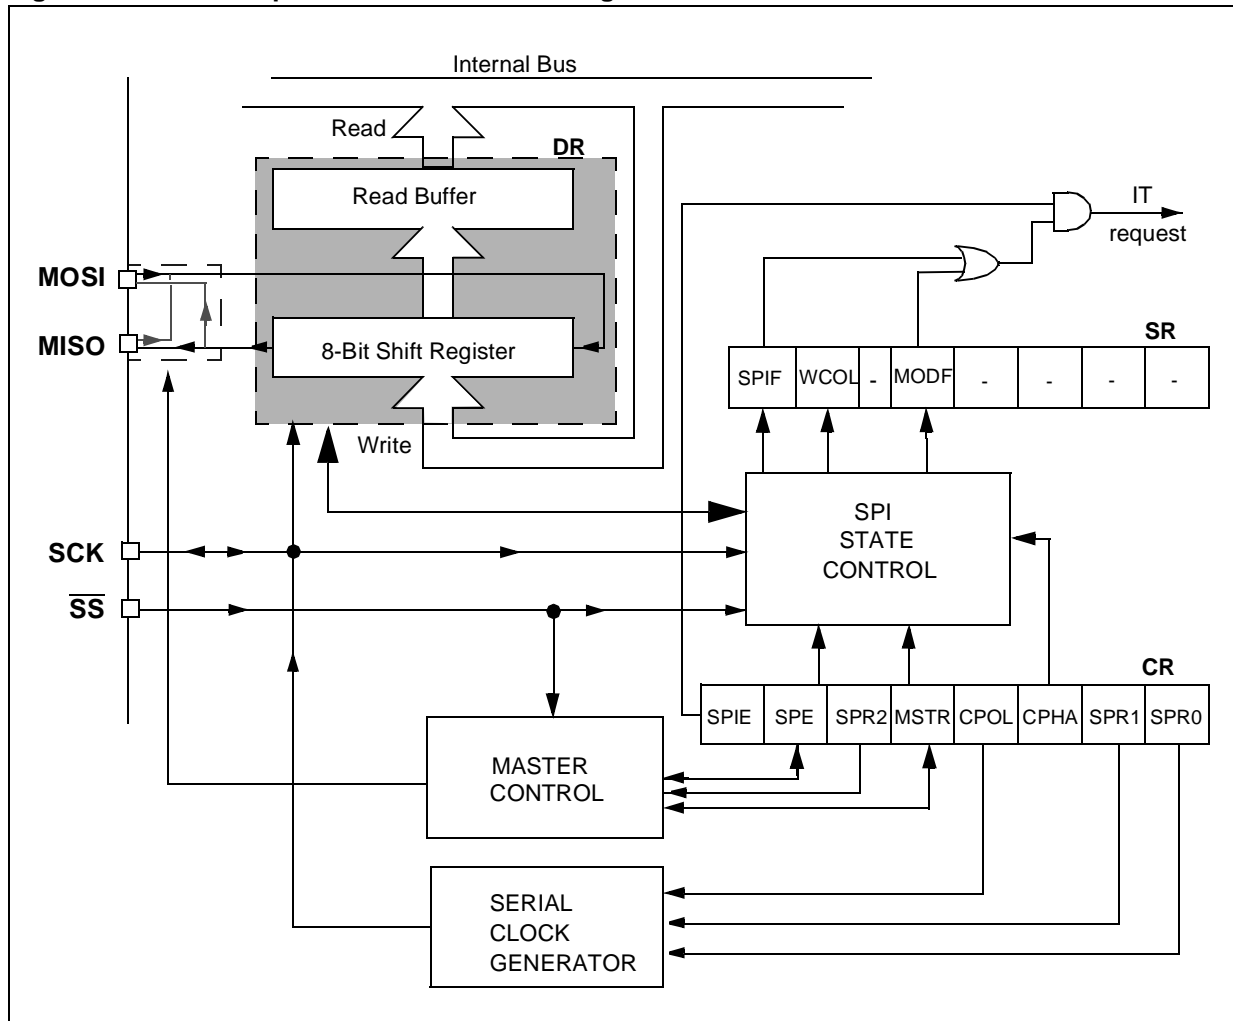 Internal Bus
Read
DR
Read Buffer
IT
request
MOSI
MISO
8-Bit Shift Register
SR
SPIF WCOL - MODF - - - -
Write
SPI
STATE
CONTROL
SCK
SS
CR
SPIE SPE SPR2 MSTR CPOL CPHA SPR1 SPR0
MASTER
CONTROL
SERIAL
CLOCK
GENERATOR